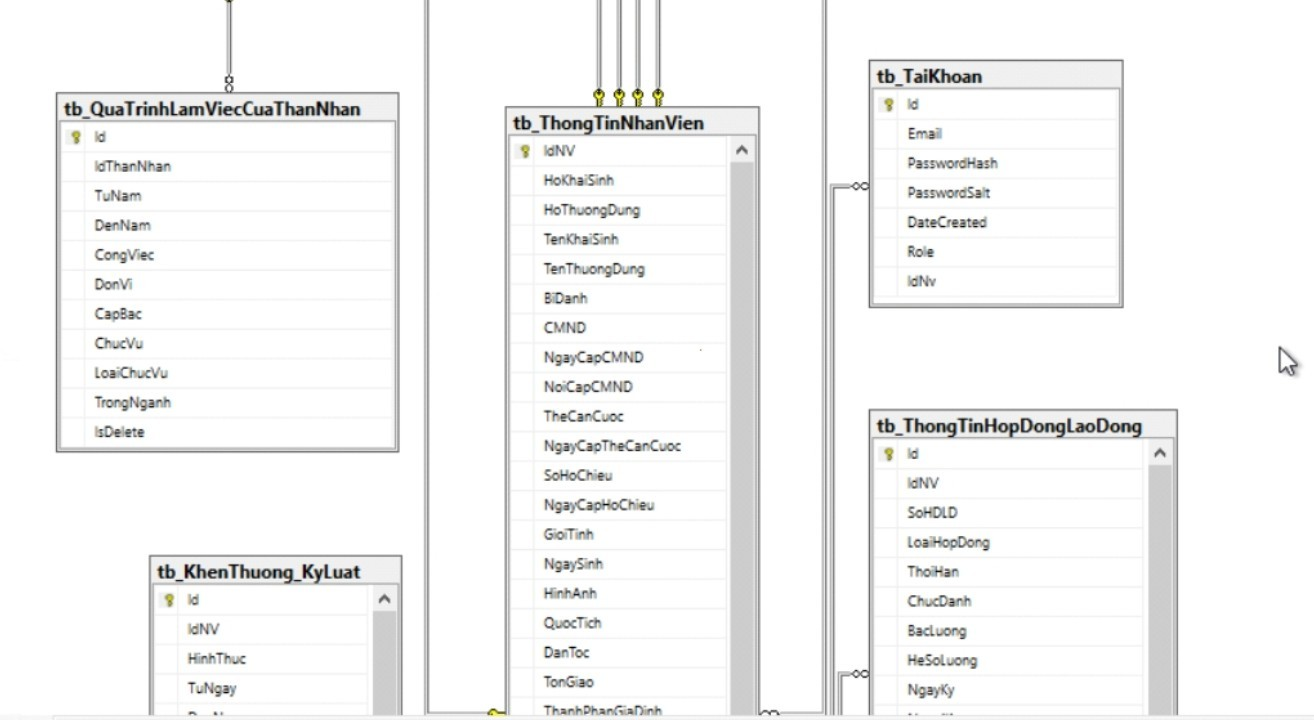 tb_QuaTrinhLamViecCuaThanNhan
Id
IdThanNhan
TuNam
DenNam
CongViec
DonVi
CapBac
ChucVu
LoaiChucVu
TrongNganh
IsDelete
tb_KhenThuong_KyLuat
Id
IdNV
HinhThuc
TuNgay
tb_ThongTinNhanVien
IdNV
HoKhaiSinh
HoThuongDung
TenKhaiSinh
TenThuongDung
BiDanh
CMND
NgayCapCMND
NoiCapCMND
TheCanCuoc
NgayCapTheCanCuoc
SoHoChieu
NgayCapHoChieu
GioiTinh
NgaySinh
HinhAnh
QuocTich
DanToc
TonGiao
ThanhPhanGiaDinh
tb_TaiKhoan
Id
Email
PasswordHash
PasswordSalt
DateCreated
Role
IdNv
tb_ThongTinHopDongLaoDong
Id
IdNV
SoHDLD
LoaiHopDong
ThoiHan
ChucDanh
BacLuong
HeSoLuong
NgayKy